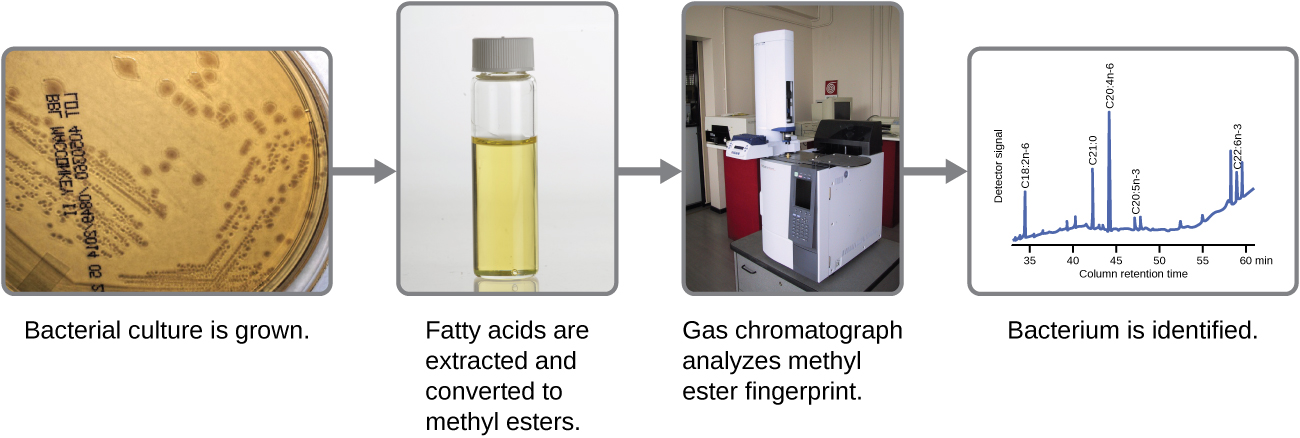 Bacterial culture is grown.
Fatty acids are
extracted and
converted to
methyl esters.
Gas chromatograph
analyzes methyl
ester fingerprint.
Detector signal
C18:2n-6
C21:0
C20:4n-6
C20:5n-3
C22:6n-3
35 40 45 50 55 60 min
Column retention time
Bacterium is identified.